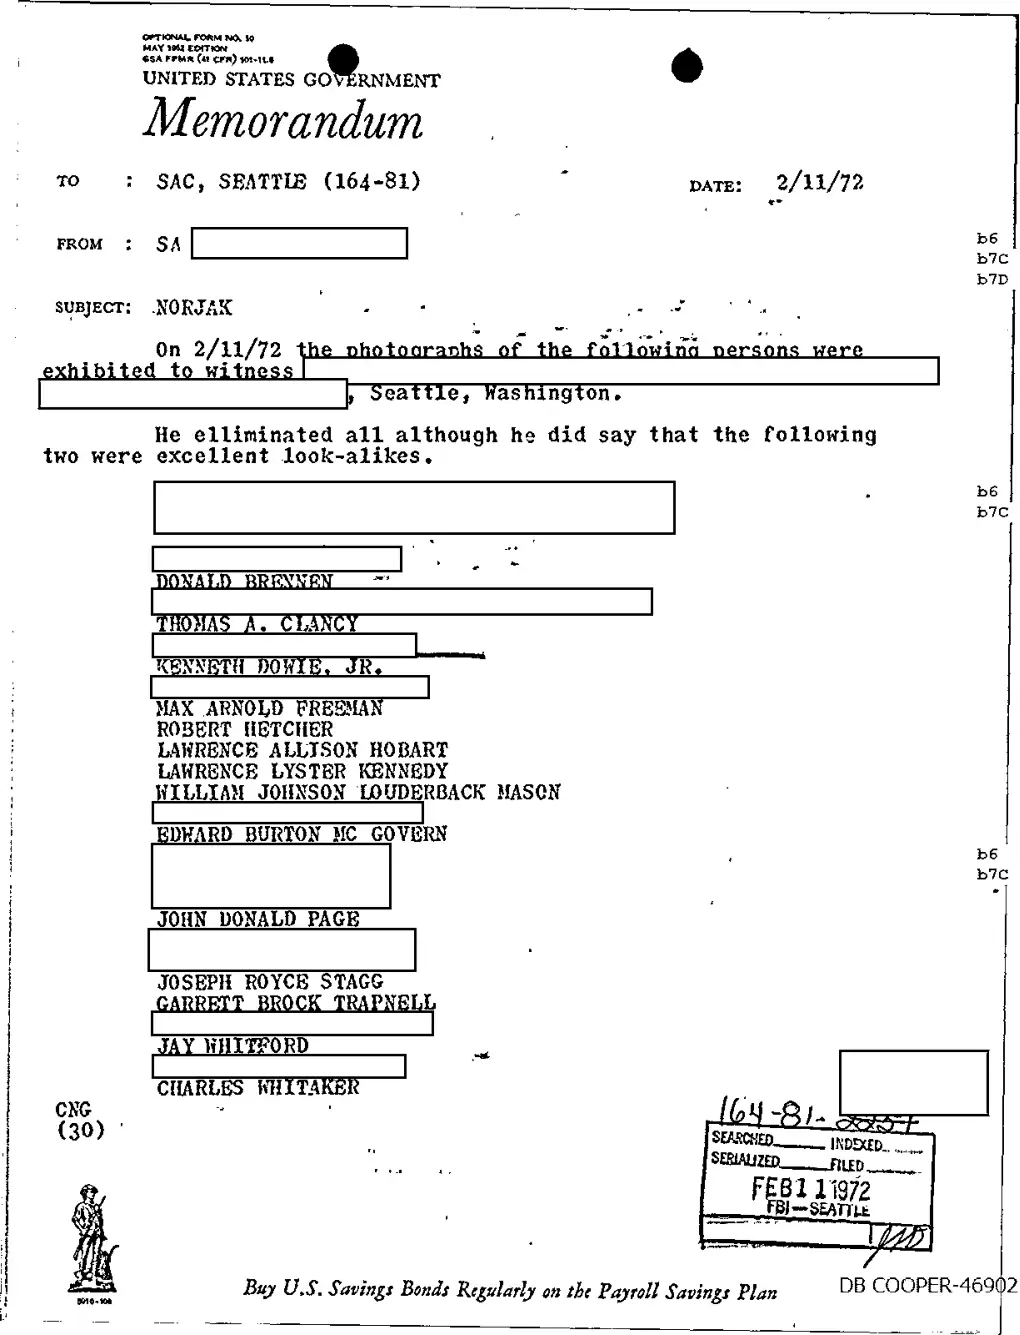 OPTIONAL FORM NO. 10
MAY 1962 EDITION
GSA FPMR (41 CFR) 101-11.6
UNITED STATES GOVERNMENT
Memorandum
TO : SAC, SEATTLE (164-81) DATE: 2/11/72
FROM : SA
b6
b7C
b7D
SUBJECT: NORJAK
On 2/11/72 the photographs of the following persons were
exhibited to witness
, Seattle, Washington.
He elliminated all although he did say that the following
two were excellent look-alikes.
b6
b7C
DONALD BRENNEN
THOMAS A. CLANCY
KENNETH DOWIE, JR.
MAX ARNOLD FREEMAN
ROBERT HETCHER
LAWRENCE ALLISON HOBART
LAWRENCE LYSTER KENNEDY
WILLIAM JOHNSON LOUDERBACK MASON
EDWARD BURTON MC GOVERN
b6
b7C
JOHN DONALD PAGE
JOSEPH ROYCE STAGG
GARRETT BROCK TRAPNELL
JAY WHITFORD
CHARLES WHITAKER
CNG
(30)
164-81-
SEARCHED INDEXED
SERIALIZED FILED
FEB 11 1972
FBI-SEATTLE
5010-108
Buy U.S. Savings Bonds Regularly on the Payroll Savings Plan
DB COOPER-46902